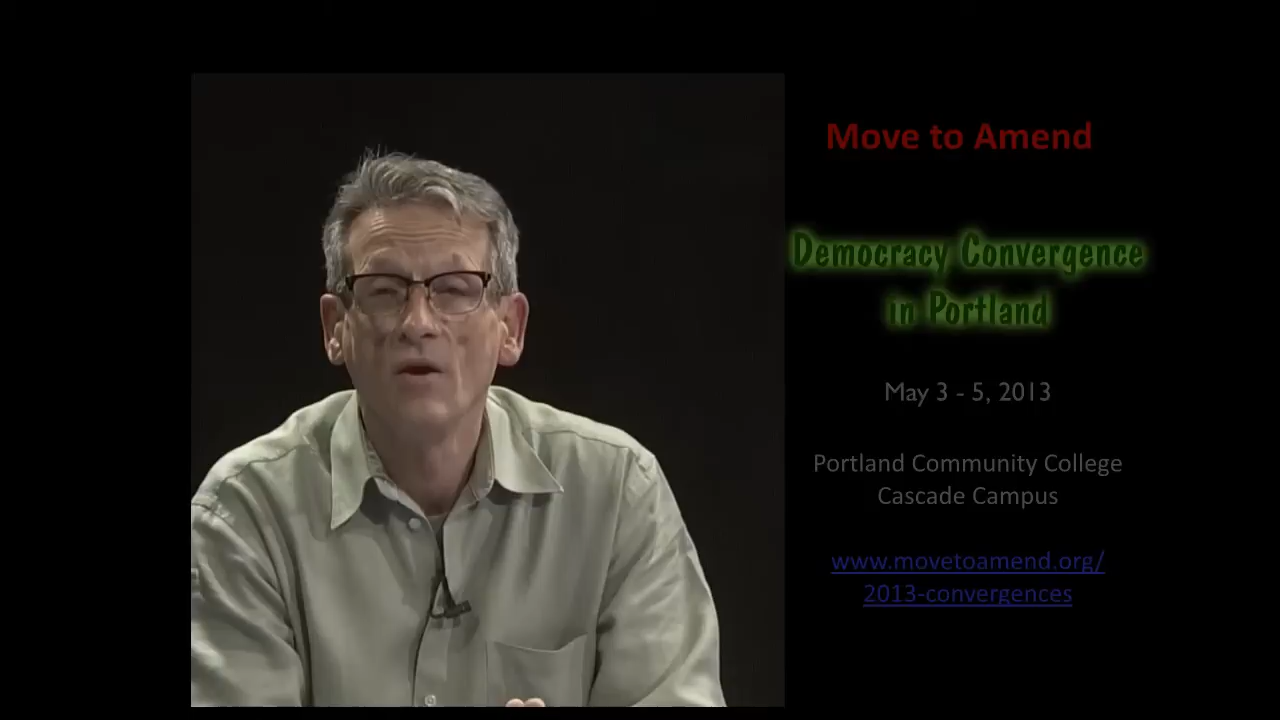 Move to Amend
Democracy Convergence
in Portland
May 3 - 5, 2013
Portland Community College
Cascade Campus
www.movetoamend.org/
2013-convergences